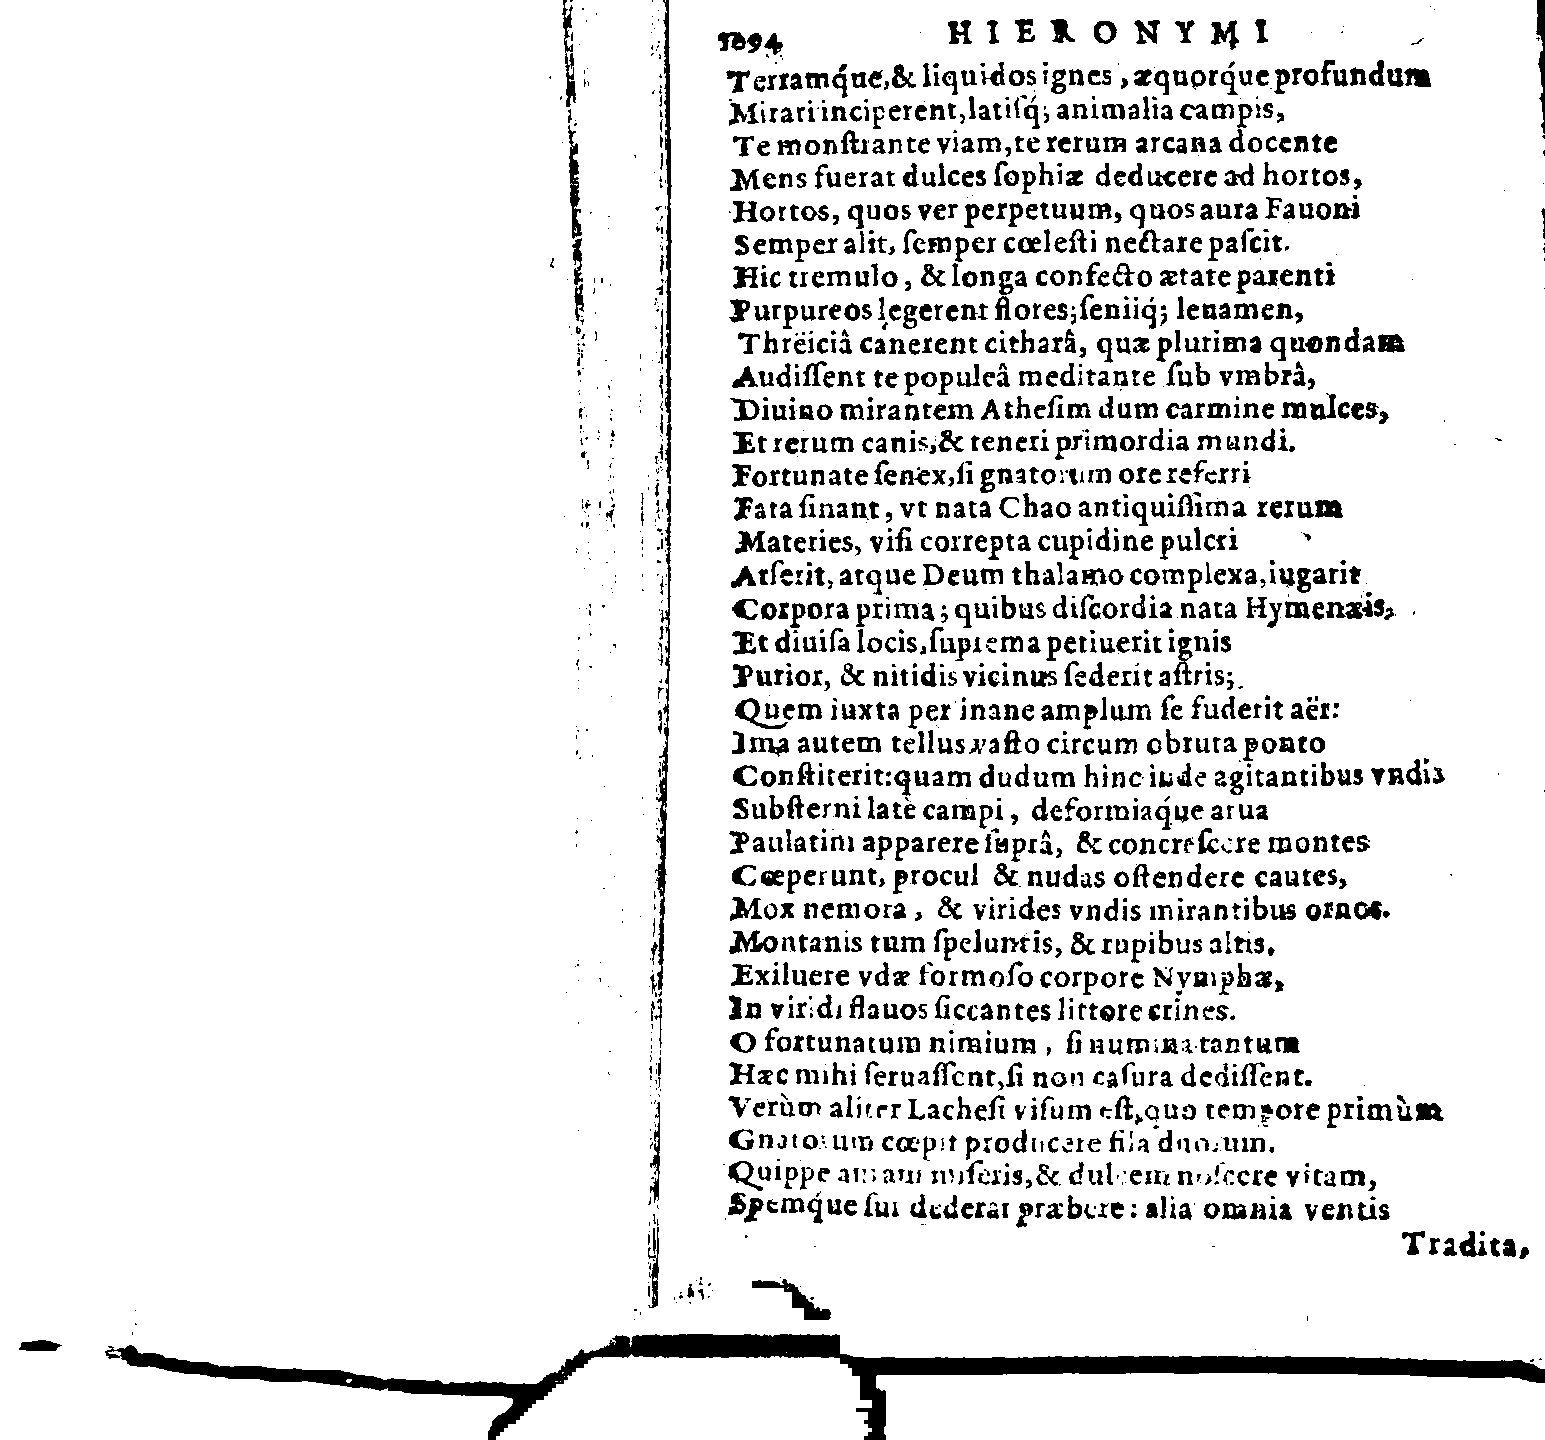 1094 HIERONYMI
Terramq́ue,& liquidos ignes, æquorq́ue profundum
Mirari inciperent,latiſq́; animalia campis,
Te monſtrante viam,te rerum arcana docente
Mens fuerat dulces ſophiæ deducere ad hortos,
Hortos, quos ver perpetuum, quos aura Fauoni
Semper alit, ſemper cœleſti nectare paſcit.
Hic tremulo, & longa confecto ætate parenti
Purpureos legerent flores;ſeniiq́; leuamen,
Thrëiciâ canerent citharâ, quæ plurima quondam
Audiſſent te populeâ meditante ſub vmbrâ,
Diuino mirantem Atheſim dum carmine mulces,
Et rerum canis,& teneri primordia mundi.
Fortunate ſenex,ſi gnatorum ore referri
Fata ſinant, vt nata Chao antiquiſſima rerum
Materies, viſi correpta cupidine pulcri
Arſerit, atque Deum thalamo complexa,iugarit
Corpora prima; quibus diſcordia nata Hymenæis,
Et diuiſa locis,ſuprema petiuerit ignis
Purior, & nitidis vicinus ſederit aſtris;
Quem iuxta per inane amplum ſe fuderit aër:
Ima autem tellus vaſto circum obruta ponto
Conſtiterit:quam dudum hinc inde agitantibus vndis
Subſterni latè campi, deformiaq́ue arua
Paulatim apparere ſuprâ, & concreſcere montes
Cœperunt, procul & nudas oſtendere cautes,
Mox nemora, & virides vndis mirantibus ornos.
Montanis tum ſpeluncis, & rupibus altis,
Exiluere vdæ formoſo corpore Nymphæ,
In viridi flauos ſiccantes littore crines.
O fortunatum nimium, ſi numina tantum
Hæc mihi ſeruaſſent,ſi non caſura dediſſent.
Verùm aliter Lacheſi viſum eſt,quo tempore primùm
Gnatorum cœpit producere fila duorum.
Quippe etiam miſeris,& dulcem noſcere vitam,
Spemq́ue ſui dederat præbere: alia omnia ventis
Tradita,